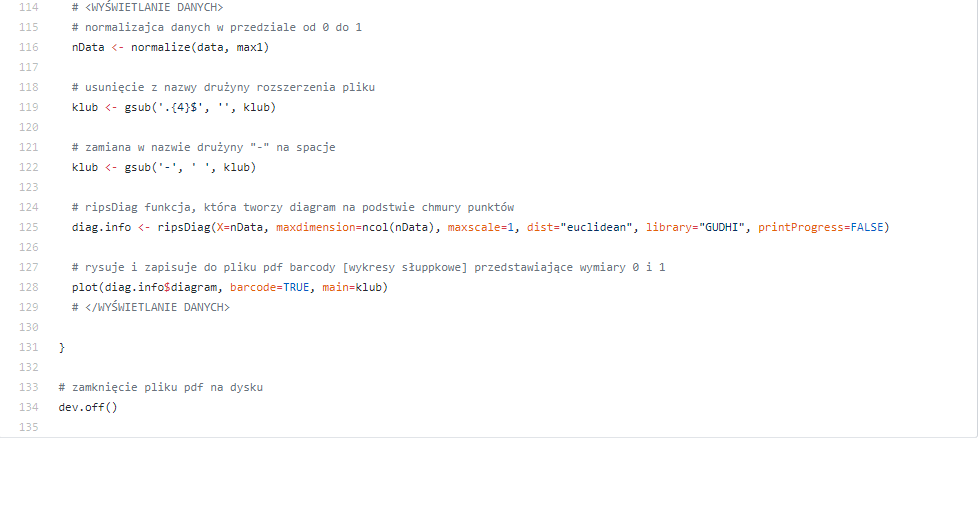 114 # <WYŚWIETLANIE DANYCH>
115 # normalizajca danych w przedziale od 0 do 1
116 nData <- normalize(data, max1)
117
118 # usunięcie z nazwy drużyny rozszerzenia pliku
119 klub <- gsub('.{4}$', '', klub)
120
121 # zamiana w nazwie drużyny "-" na spacje
122 klub <- gsub('-', ' ', klub)
123
124 # ripsDiag funkcja, która tworzy diagram na podstwie chmury punktów
125 diag.info <- ripsDiag(X=nData, maxdimension=ncol(nData), maxscale=1, dist="euclidean", library="GUDHI", printProgress=FALSE)
126
127 # rysuje i zapisuje do pliku pdf barcody [wykresy słuppkowe] przedstawiające wymiary 0 i 1
128 plot(diag.info$diagram, barcode=TRUE, main=klub)
129 # </WYŚWIETLANIE DANYCH>
130
131 }
132
133 # zamknięcie pliku pdf na dysku
134 dev.off()
135